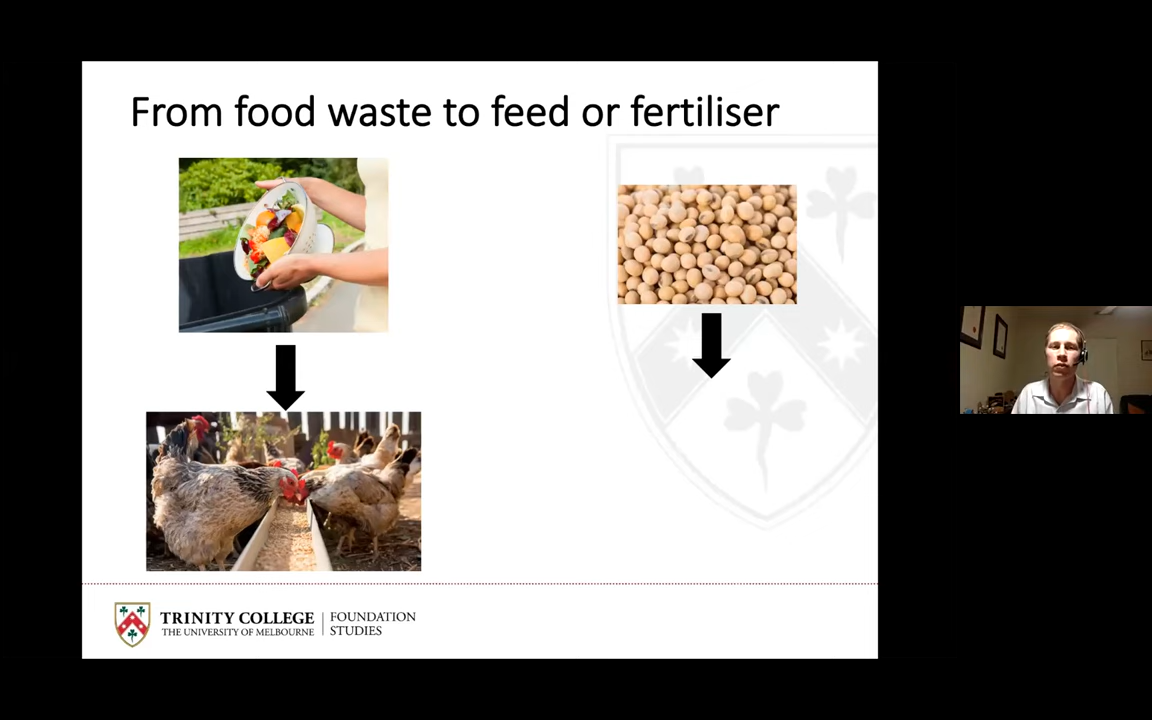 From food waste to feed or fertiliser
TRINITY COLLEGE
THE UNIVERSITY OF MELBOURNE
FOUNDATION
STUDIES